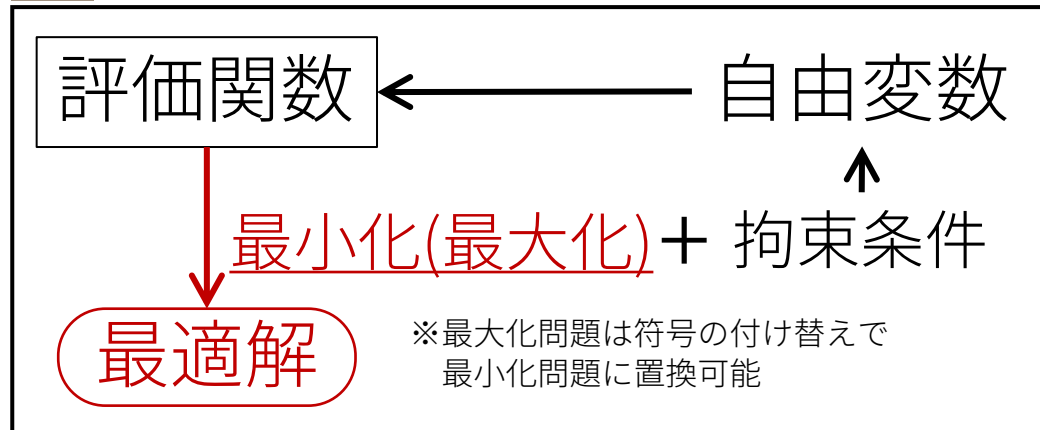 評価関数
自由変数
最小化(最大化)+ 拘束条件
最適解
※最大化問題は符号の付け替えで
最小化問題に置換可能